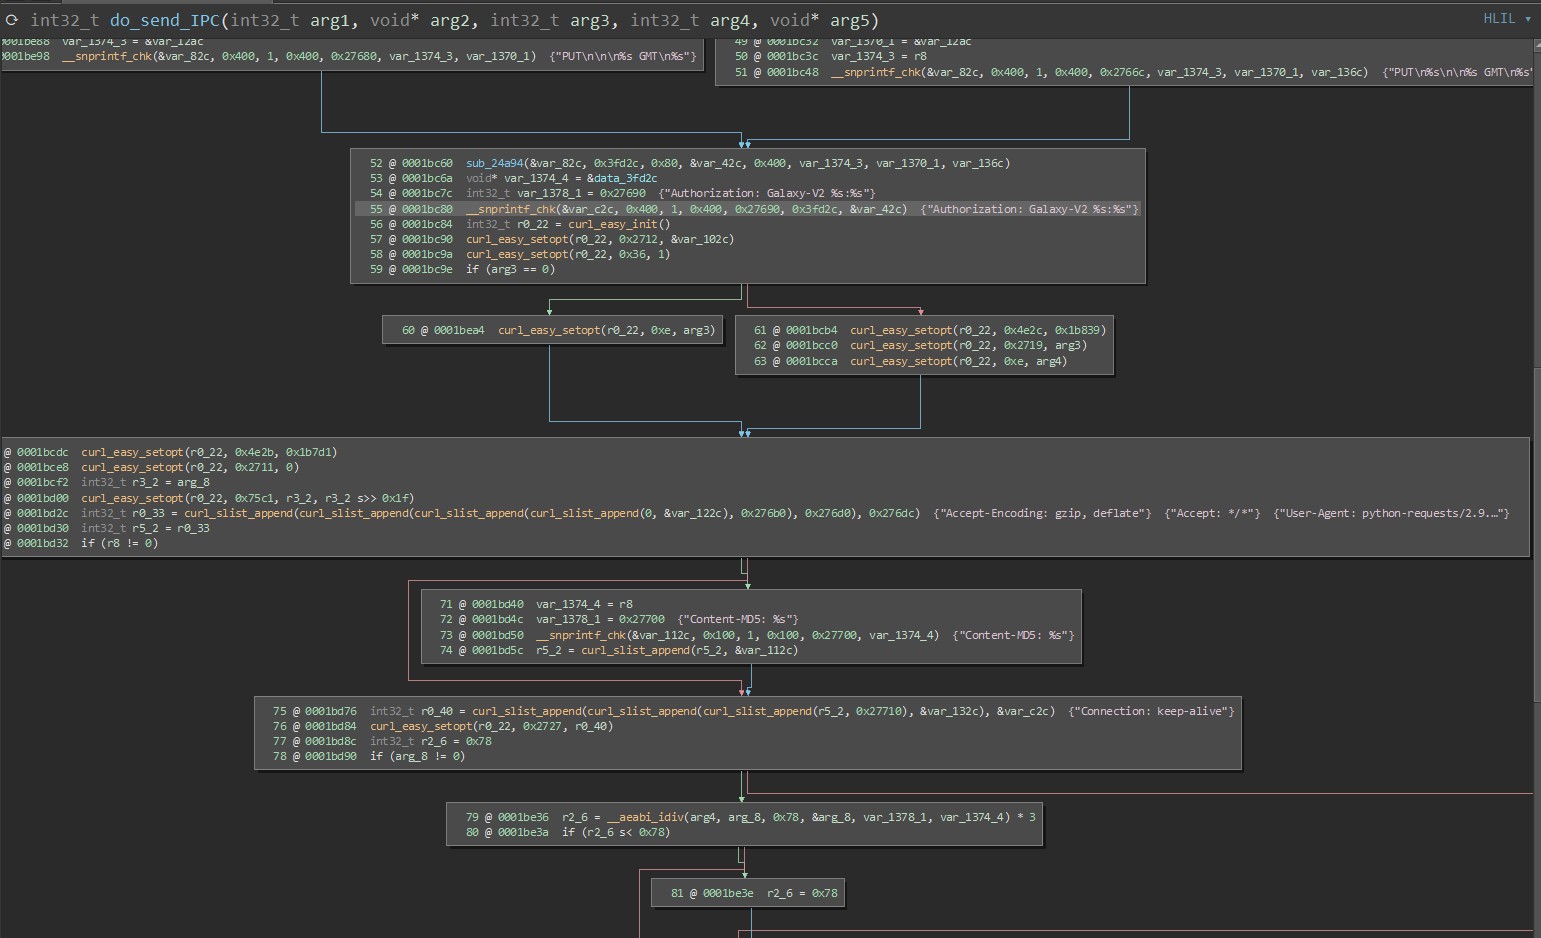 int32_t do_send_IPC(int32_t arg1, void* arg2, int32_t arg3, int32_t arg4, void* arg5)
HLIL
var_1374_3 = &var_12ac
0001be98 __snprintf_chk(&var_82c, 0x400, 1, 0x400, 0x27680, var_1374_3, var_1370_1) {"PUT\n\n\n%s GMT\n%s"}
49 @ 0001bc32 var_1370_1 = &var_12ac
50 @ 0001bc3c var_1374_3 = r8
51 @ 0001bc48 __snprintf_chk(&var_82c, 0x400, 1, 0x400, 0x2766c, var_1374_3, var_1370_1, var_136c) {"PUT\n%s\n\n%s GMT\n%s"
52 @ 0001bc60 sub_24a94(&var_82c, 0x3fd2c, 0x80, &var_42c, 0x400, var_1374_3, var_1370_1, var_136c)
53 @ 0001bc6a void* var_1374_4 = &data_3fd2c
54 @ 0001bc7c int32_t var_1378_1 = 0x27690 {"Authorization: Galaxy-V2 %s:%s"}
55 @ 0001bc80 __snprintf_chk(&var_c2c, 0x400, 1, 0x400, 0x27690, 0x3fd2c, &var_42c) {"Authorization: Galaxy-V2 %s:%s"}
56 @ 0001bc84 int32_t r0_22 = curl_easy_init()
57 @ 0001bc90 curl_easy_setopt(r0_22, 0x2712, &var_102c)
58 @ 0001bc9a curl_easy_setopt(r0_22, 0x36, 1)
59 @ 0001bc9e if (arg3 == 0)
60 @ 0001bea4 curl_easy_setopt(r0_22, 0xe, arg3)
61 @ 0001bcb4 curl_easy_setopt(r0_22, 0x4e2c, 0x1b839)
62 @ 0001bcc0 curl_easy_setopt(r0_22, 0x2719, arg3)
63 @ 0001bcca curl_easy_setopt(r0_22, 0xe, arg4)
@ 0001bcdc curl_easy_setopt(r0_22, 0x4e2b, 0x1b7d1)
@ 0001bce8 curl_easy_setopt(r0_22, 0x2711, 0)
@ 0001bcf2 int32_t r3_2 = arg_8
@ 0001bd00 curl_easy_setopt(r0_22, 0x75c1, r3_2, r3_2 s>> 0x1f)
@ 0001bd2c int32_t r0_33 = curl_slist_append(curl_slist_append(curl_slist_append(curl_slist_append(0, &var_122c), 0x276b0), 0x276d0), 0x276dc) {"Accept-Encoding: gzip, deflate"} {"Accept: */*"} {"User-Agent: python-requests/2.9.…"}
@ 0001bd30 int32_t r5_2 = r0_33
@ 0001bd32 if (r8 != 0)
71 @ 0001bd40 var_1374_4 = r8
72 @ 0001bd4c var_1378_1 = 0x27700 {"Content-MD5: %s"}
73 @ 0001bd50 __snprintf_chk(&var_112c, 0x100, 1, 0x100, 0x27700, var_1374_4) {"Content-MD5: %s"}
74 @ 0001bd5c r5_2 = curl_slist_append(r5_2, &var_112c)
75 @ 0001bd76 int32_t r0_40 = curl_slist_append(curl_slist_append(curl_slist_append(r5_2, 0x27710), &var_132c), &var_c2c) {"Connection: keep-alive"}
76 @ 0001bd84 curl_easy_setopt(r0_22, 0x2727, r0_40)
77 @ 0001bd8c int32_t r2_6 = 0x78
78 @ 0001bd90 if (arg_8 != 0)
79 @ 0001be36 r2_6 = __aeabi_idiv(arg4, arg_8, 0x78, &arg_8, var_1378_1, var_1374_4) * 3
80 @ 0001be3a if (r2_6 s< 0x78)
81 @ 0001be3e r2_6 = 0x78